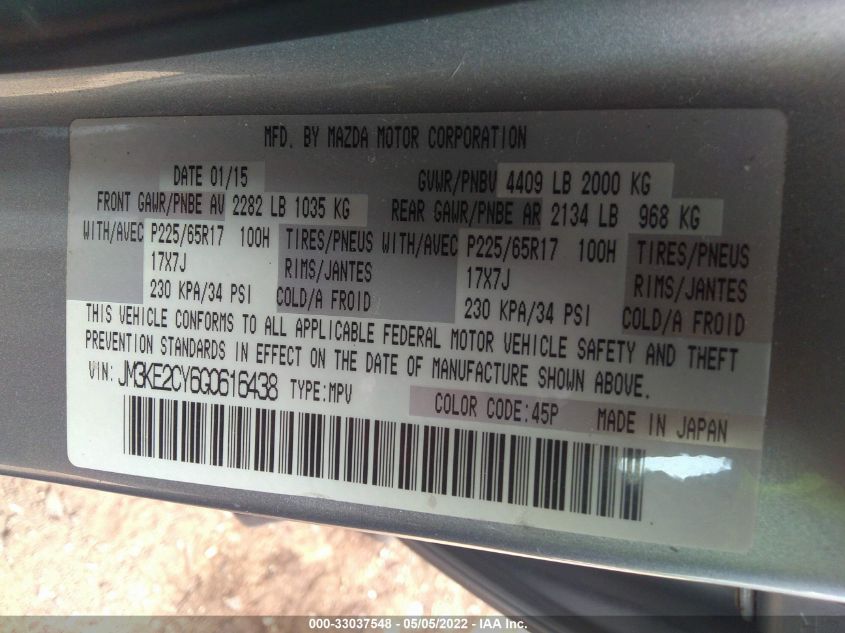 MFD. BY MAZDA MOTOR CORPORATION
DATE 01/15 GVWR/PNBV 4409 LB 2000 KG
FRONT GAWR/PNBE AV 2282 LB 1035 KG REAR GAWR/PNBE AR 2134 LB 968 KG
WITH/AVEC P225/65R17 100H TIRES/PNEUS WITH/AVEC P225/65R17 100H TIRES/PNEUS
17X7J RIMS/JANTES 17X7J RIMS/JANTES
230 KPA/34 PSI COLD/A FROID 230 KPA/34 PSI COLD/A FROID
THIS VEHICLE CONFORMS TO ALL APPLICABLE FEDERAL MOTOR VEHICLE SAFETY AND THEFT
PREVENTION STANDARDS IN EFFECT ON THE DATE OF MANUFACTURE SHOWN ABOVE.
VIN: JM3KE2CY6G0616438 TYPE:MPV COLOR CODE:45P MADE IN JAPAN
000-33037548 - 05/05/2022 - IAA Inc.